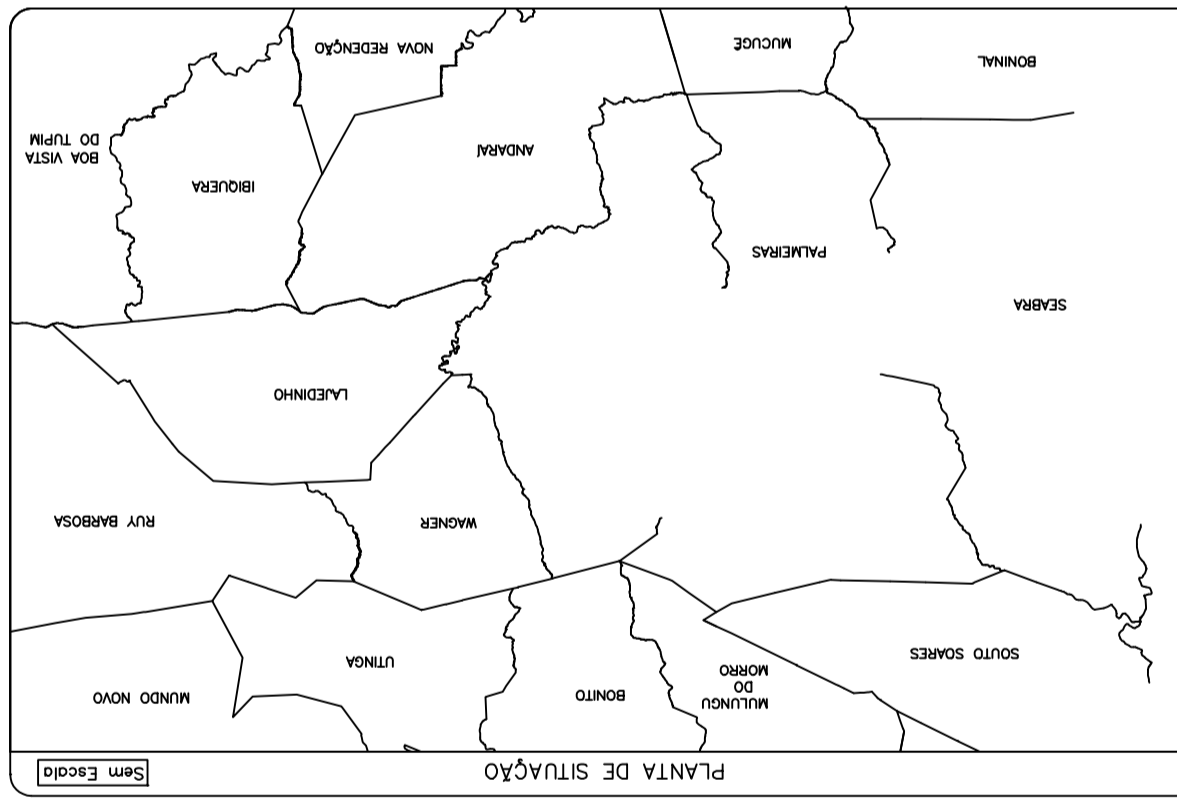 PLANTA DE SITUAÇÃO
Sem Escala
SOUTO SOARES
MORRO
DO
MULUNGU
BONITO
UTINGA
MUNDO NOVO
WAGNER
RUY BARBOSA
LAJEDINHO
SEABRA
PALMEIRAS
IBIQUERA
ANDARAÍ
BOA VISTA
DO TUPIM
BONINAL
MUCUGÊ
NOVA REDENÇÃO